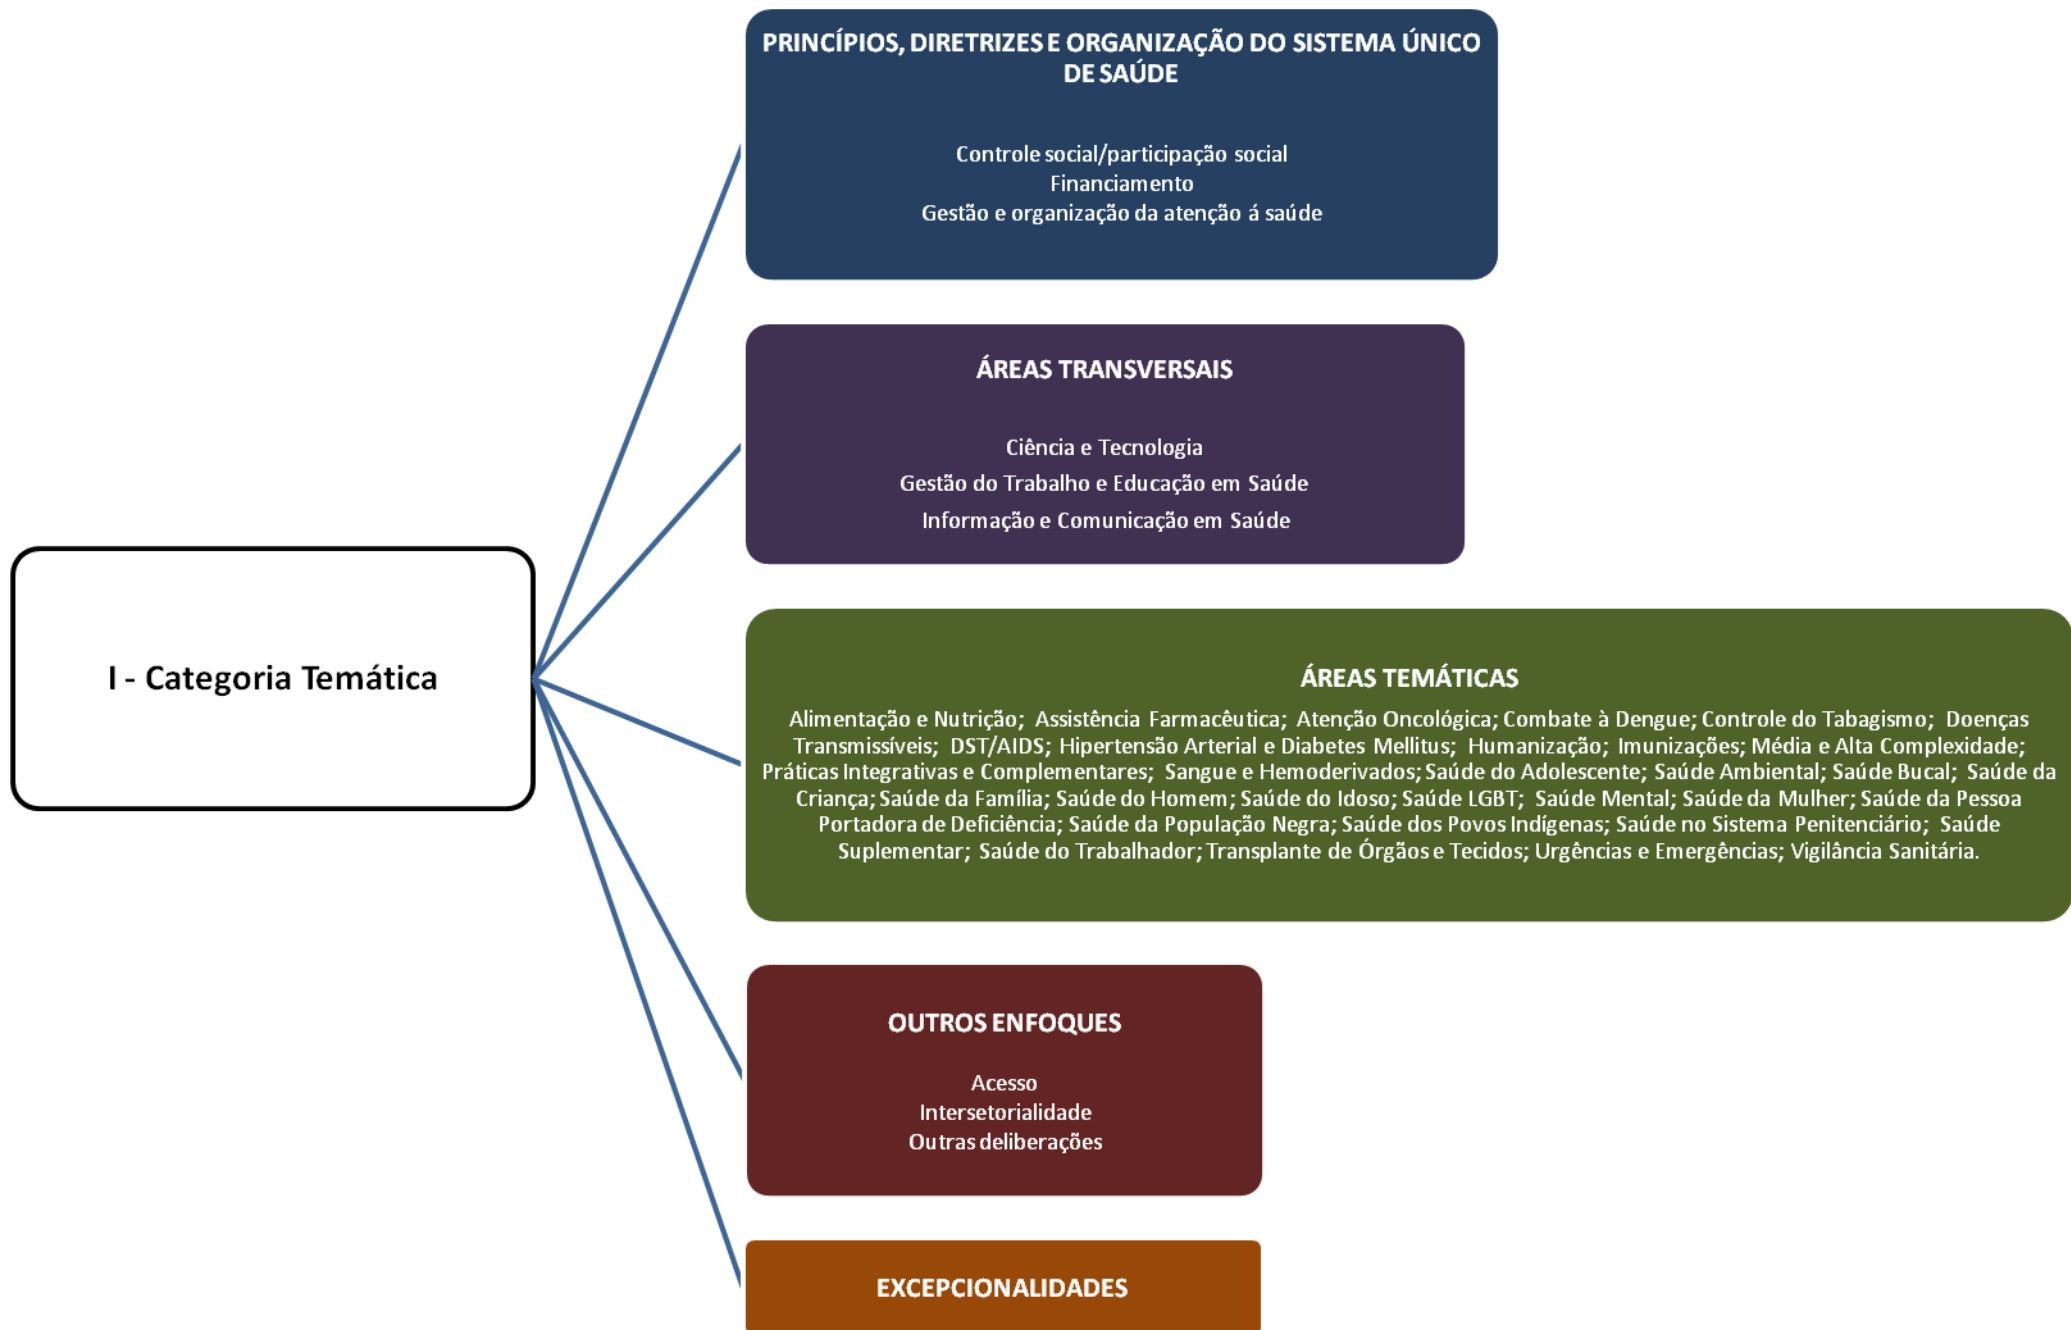 PRINCÍPIOS, DIRETRIZES E ORGANIZAÇÃO DO SISTEMA ÚNICO
DE SAÚDE
Controle social/participação social
Financiamento
Gestão e organização da atenção á saúde
ÁREAS TRANSVERSAIS
Ciência e Tecnologia
Gestão do Trabalho e Educação em Saúde
Informação e Comunicação em Saúde
I - Categoria Temática
ÁREAS TEMÁTICAS
Alimentação e Nutrição; Assistência Farmacêutica; Atenção Oncológica; Combate à Dengue; Controle do Tabagismo; Doenças
Transmissíveis; DST/AIDS; Hipertensão Arterial e Diabetes Mellitus; Humanização; Imunizações; Média e Alta Complexidade;
Práticas Integrativas e Complementares; Sangue e Hemoderivados; Saúde do Adolescente; Saúde Ambiental; Saúde Bucal; Saúde da
Criança; Saúde da Família; Saúde do Homem; Saúde do Idoso; Saúde LGBT; Saúde Mental; Saúde da Mulher; Saúde da Pessoa
Portadora de Deficiência; Saúde da População Negra; Saúde dos Povos Indígenas; Saúde no Sistema Penitenciário; Saúde
Suplementar; Saúde do Trabalhador; Transplante de Órgãos e Tecidos; Urgências e Emergências; Vigilância Sanitária.
OUTROS ENFOQUES
Acesso
Intersetorialidade
Outras deliberações
EXCEPCIONALIDADES